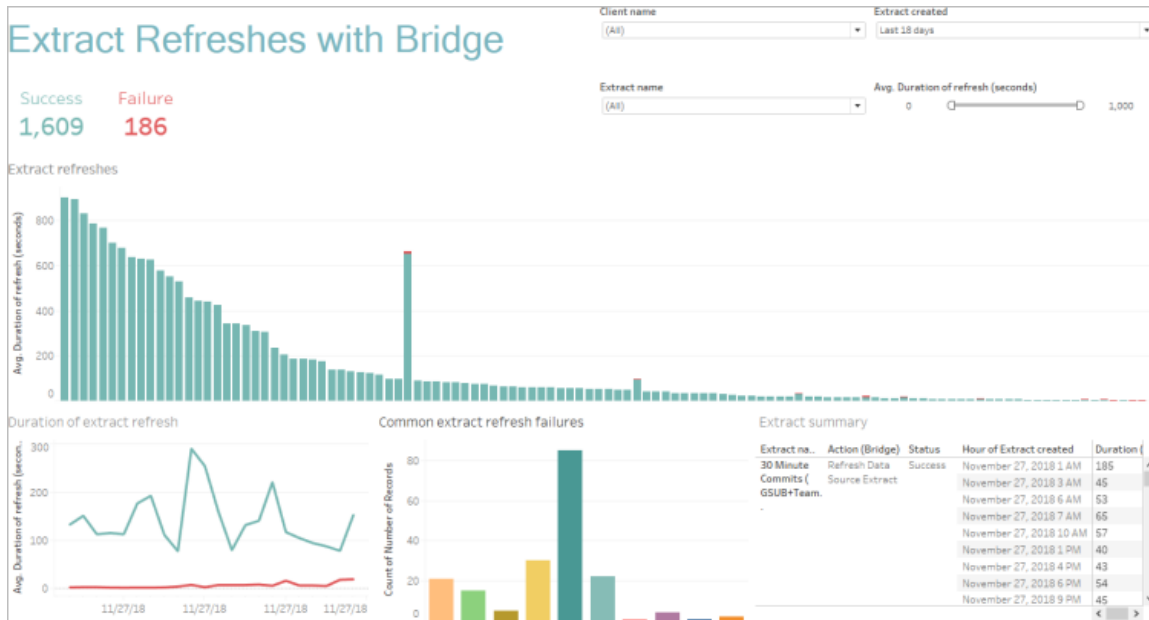 Client name
Extract created
Extract Refreshes with Bridge
(All)
Last 18 days
Extract name
Avg. Duration of refresh (seconds)
Success
Failure
(All)
0
1,000
1,609
186
Extract refreshes
Avg. Duration of refresh (seconds)
800
600
400
200
0
Duration of extract refresh
Avg. Duration of refresh (secon..
300
200
100
0
11/27/18
11/27/18
11/27/18
11/27/18
Common extract refresh failures
Count of Number of Records
80
60
40
20
0
Extract summary
Extract na.. Action (Bridge) Status Hour of Extract created Duration (
30 Minute Refresh Data Success November 27, 2018 1 AM 185
Commits ( Source Extract November 27, 2018 3 AM 45
GSUB+Team. November 27, 2018 6 AM 53
.
November 27, 2018 7 AM 65
November 27, 2018 10 AM 57
November 27, 2018 1 PM 40
November 27, 2018 4 PM 43
November 27, 2018 6 PM 54
November 27, 2018 9 PM 45